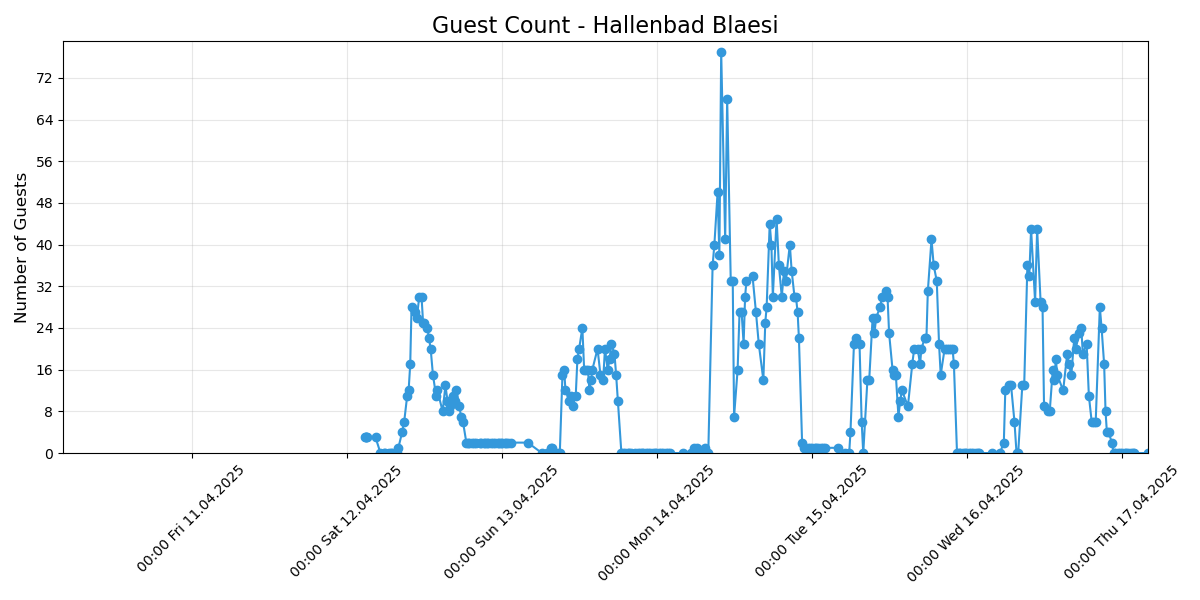 Guest Count - Hallenbad Blaesi
Number of Guests
72
64
56
48
40
32
24
16
8
0
00:00 Fri 11.04.2025
00:00 Sat 12.04.2025
00:00 Sun 13.04.2025
00:00 Mon 14.04.2025
00:00 Tue 15.04.2025
00:00 Wed 16.04.2025
00:00 Thu 17.04.2025